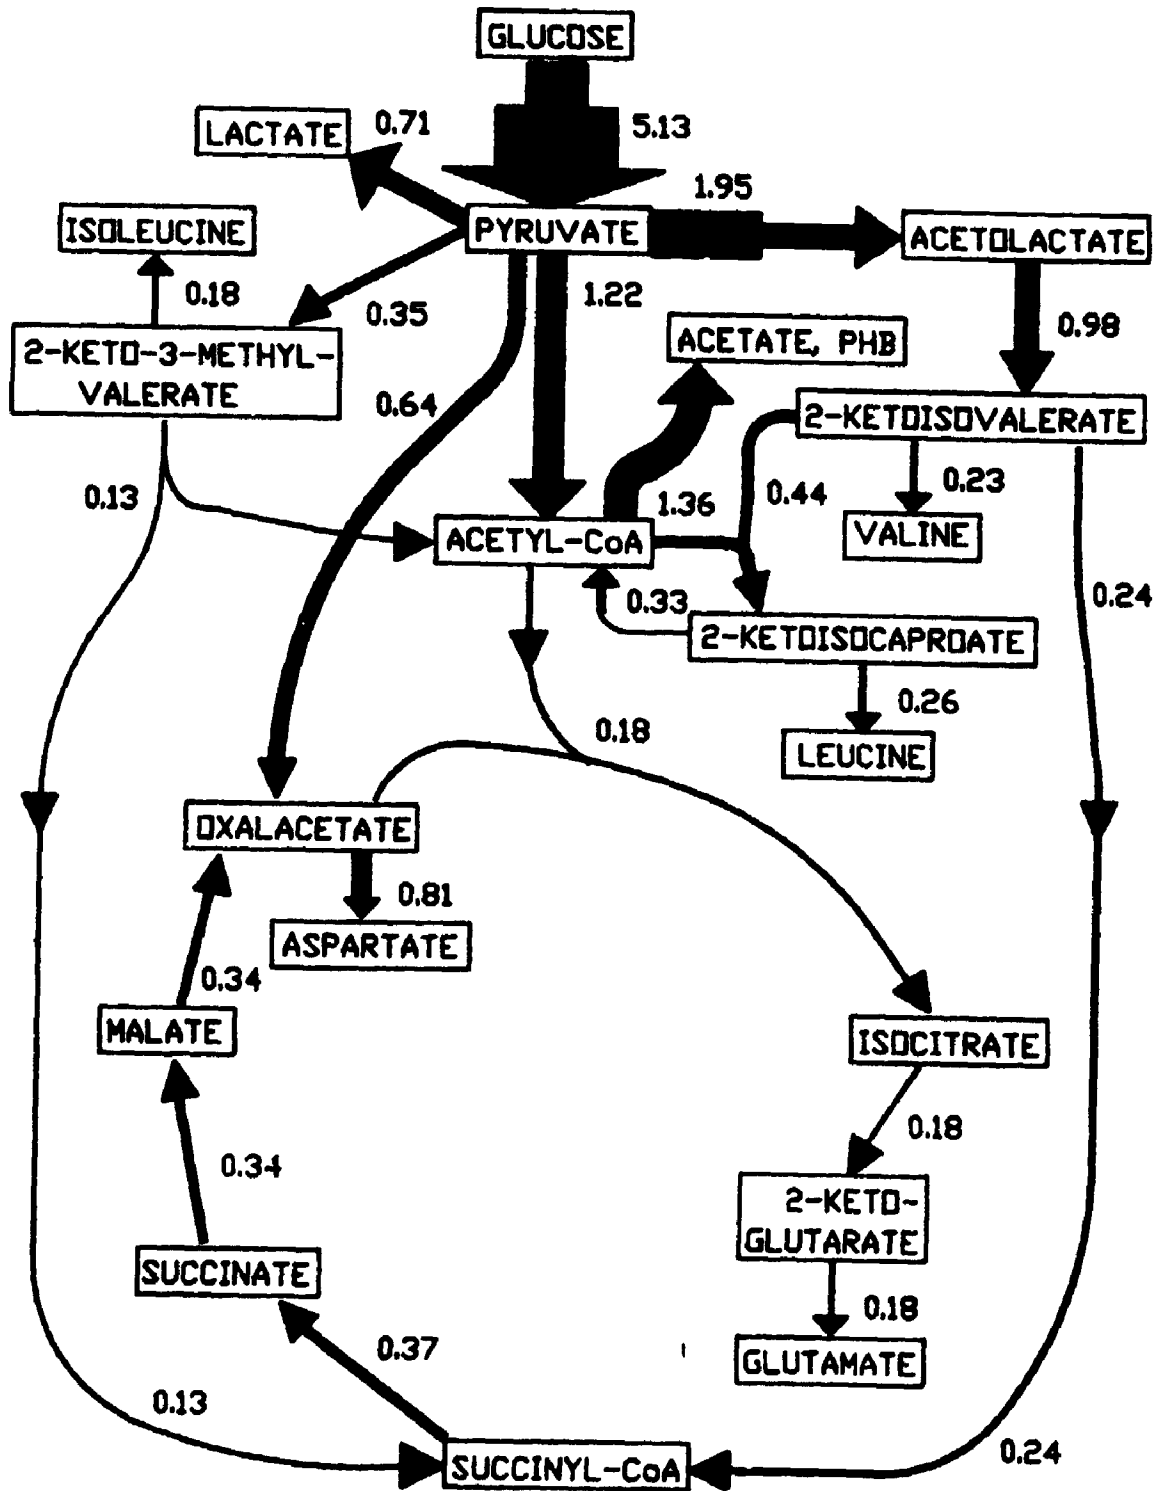 GLUCOSE
LACTATE
0.71
5.13
1.95
ISOLEUCINE
PYRUVATE
ACETOLACTATE
0.18
0.35
1.22
0.98
2-KETO-3-METHYL-
VALERATE
ACETATE, PHB
0.64
2-KETOISOVALERATE
0.13
1.36
0.44
0.23
ACETYL-CoA
VALINE
0.33
0.24
2-KETOISOCAPROATE
0.26
0.18
LEUCINE
OXALACETATE
0.81
ASPARTATE
0.34
MALATE
ISOCITRATE
0.18
0.34
2-KETO-
GLUTARATE
SUCCINATE
0.18
0.37
GLUTAMATE
0.13
0.24
SUCCINYL-CoA